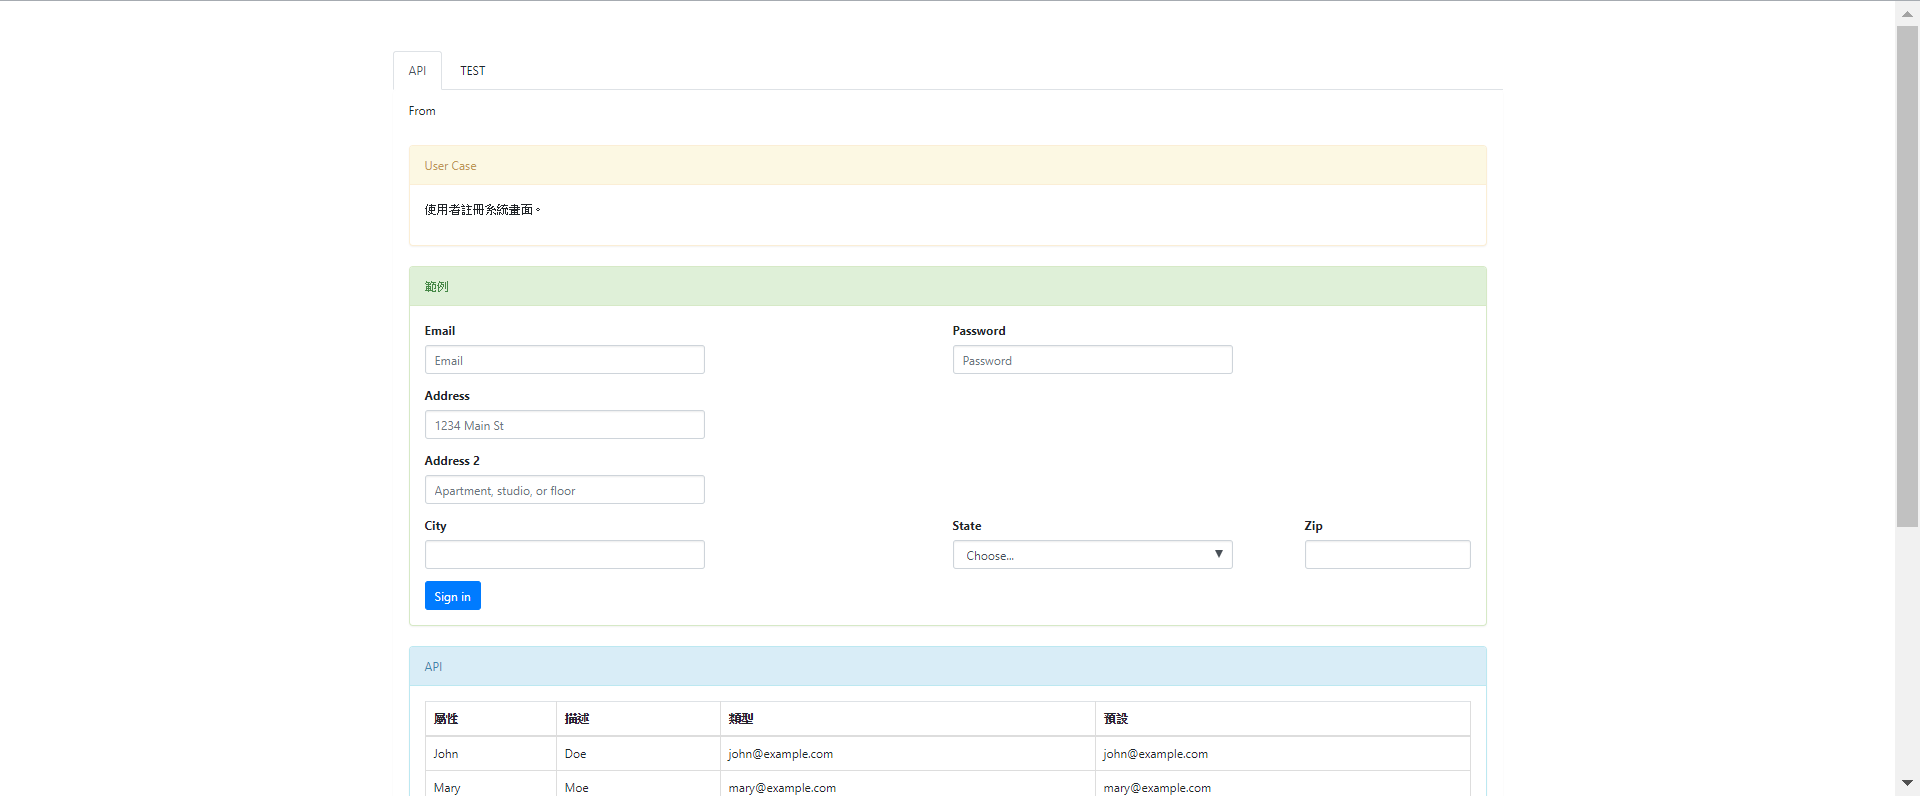 API TEST
From
User Case
使用者註冊系統畫面。
範例
Email Password
Email Password
Address
1234 Main St
Address 2
Apartment, studio, or floor
City State Zip
Choose...
Sign in
API
屬性 描述 類型 預設
John Doe john@example.com john@example.com
Mary Moe mary@example.com mary@example.com